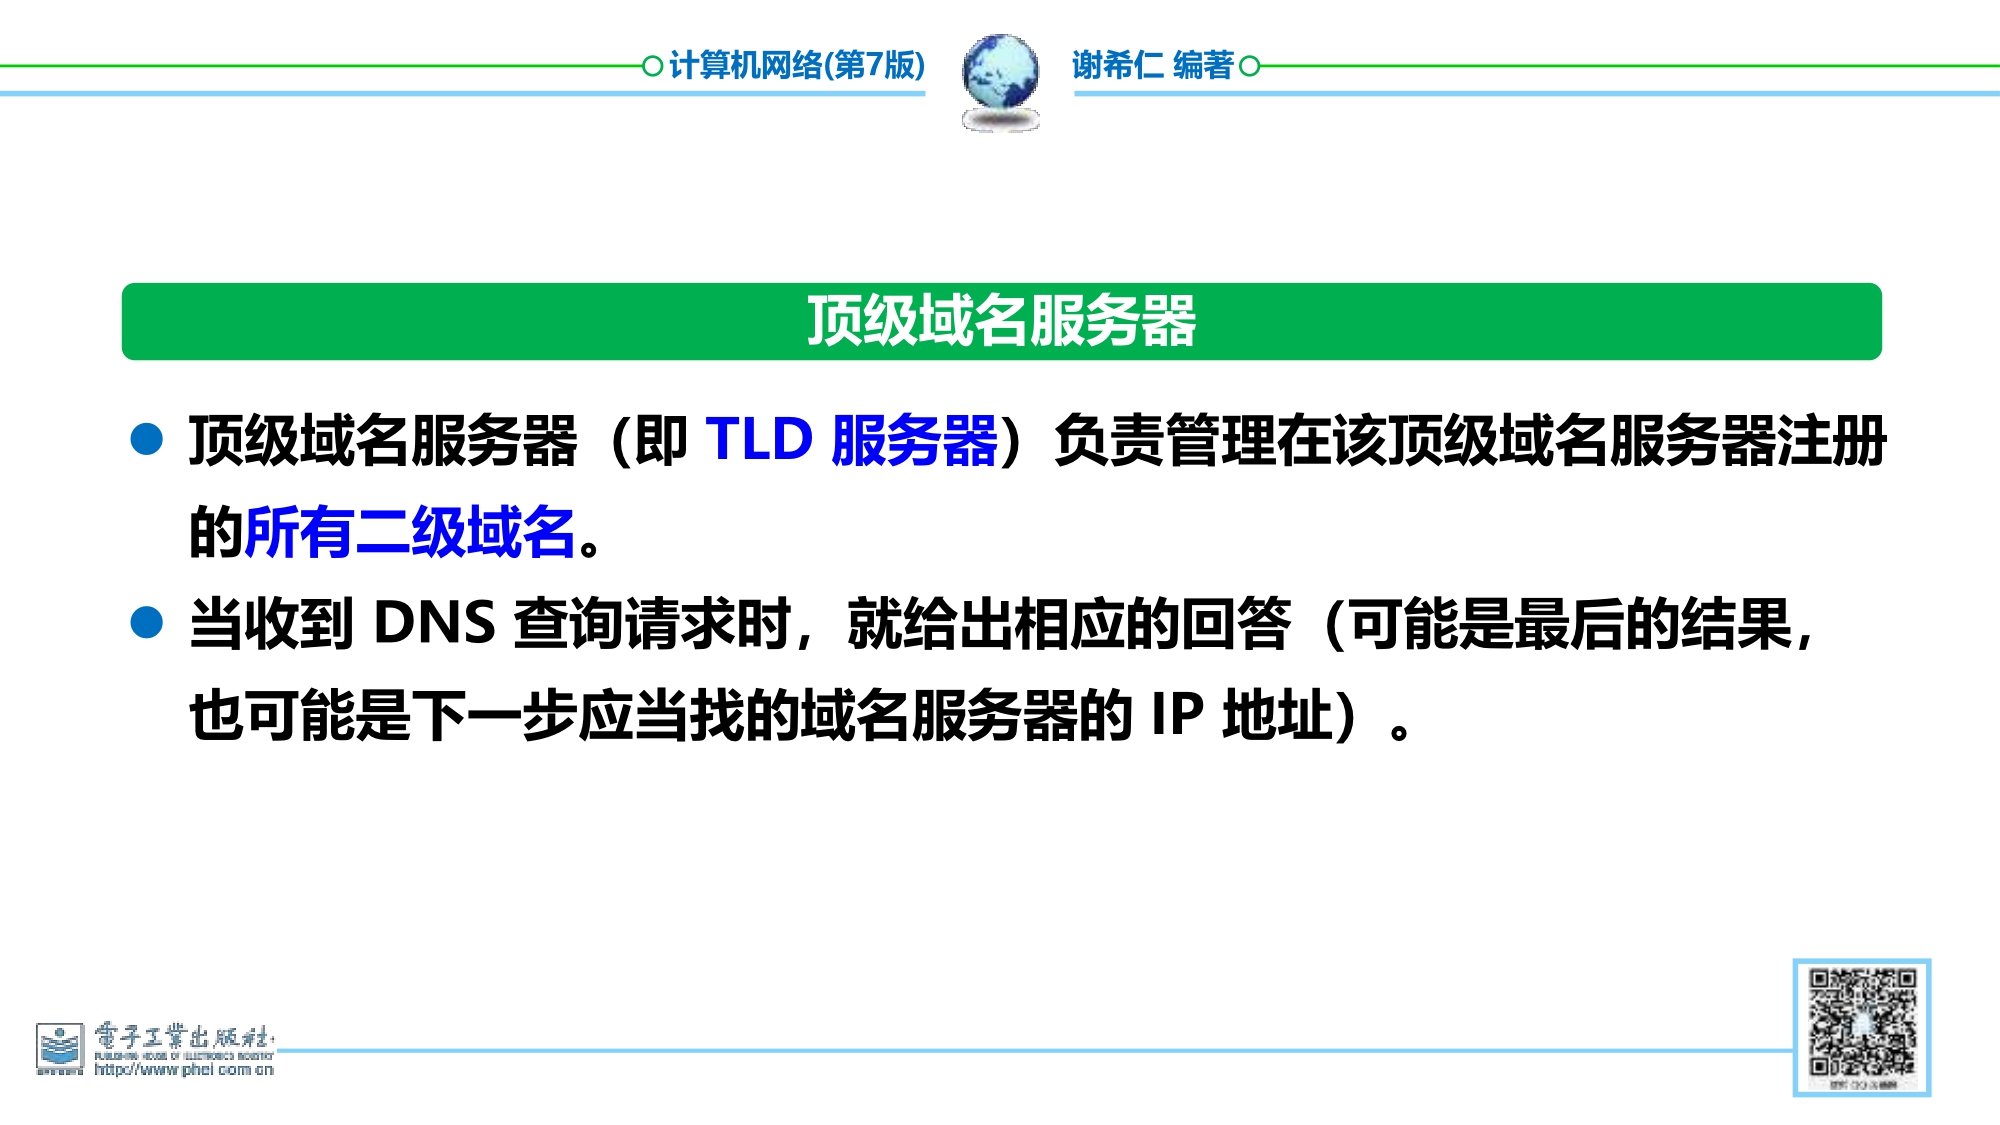 计算机网络(第7版)
谢希仁 编著
顶级域名服务器
顶级域名服务器（即 TLD 服务器）负责管理在该顶级域名服务器注册
的所有二级域名。
当收到 DNS 查询请求时，就给出相应的回答（可能是最后的结果，
也可能是下一步应当找的域名服务器的 IP 地址）。
電子工業出版社
PUBLISHING HOUSE OF ELECTRONICS INDUSTRY
http://www.phei.com.cn